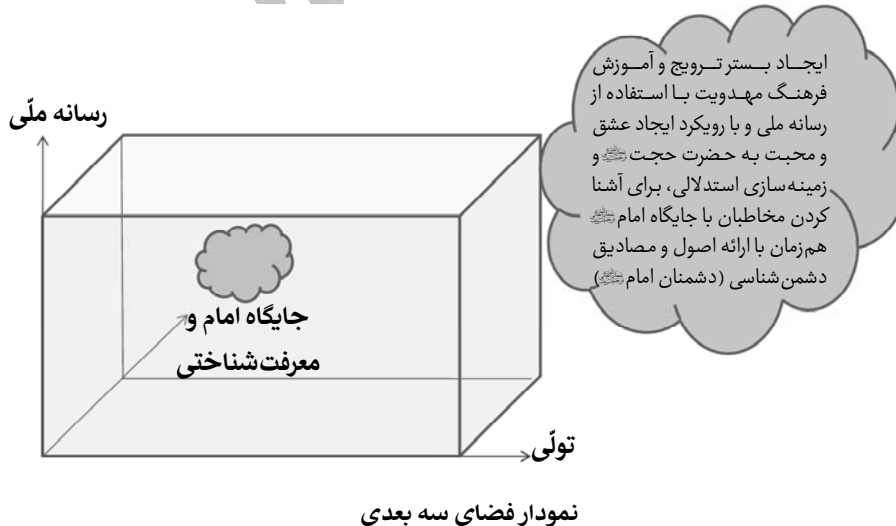 ایجاد بستر ترویج و آموزش
فرهنگ مهدویت با استفاده از
رسانه ملی و با رویکرد ایجاد عشق
و محبت به حضرت حجت و
زمینه‌سازی استدلالی، برای آشنا
کردن مخاطبان با جایگاه امام
هم‌زمان با ارائه اصول و مصادیق
دشمن‌شناسی (دشمنان امام)
رسانه ملّی
جایگاه امام و
معرفت‌شناختی
تولّی
نمودار فضای سه بعدی